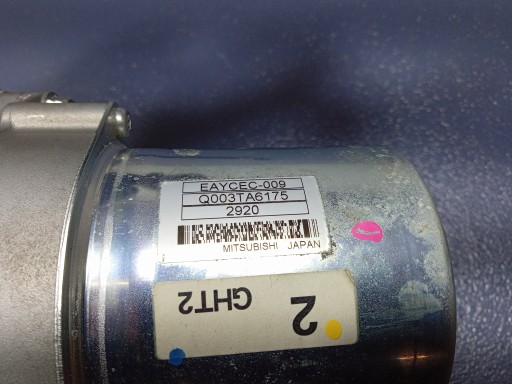 EAYCEC-009
Q003TA6175
2920
MITSUBISHI JAPAN
2
GHT2